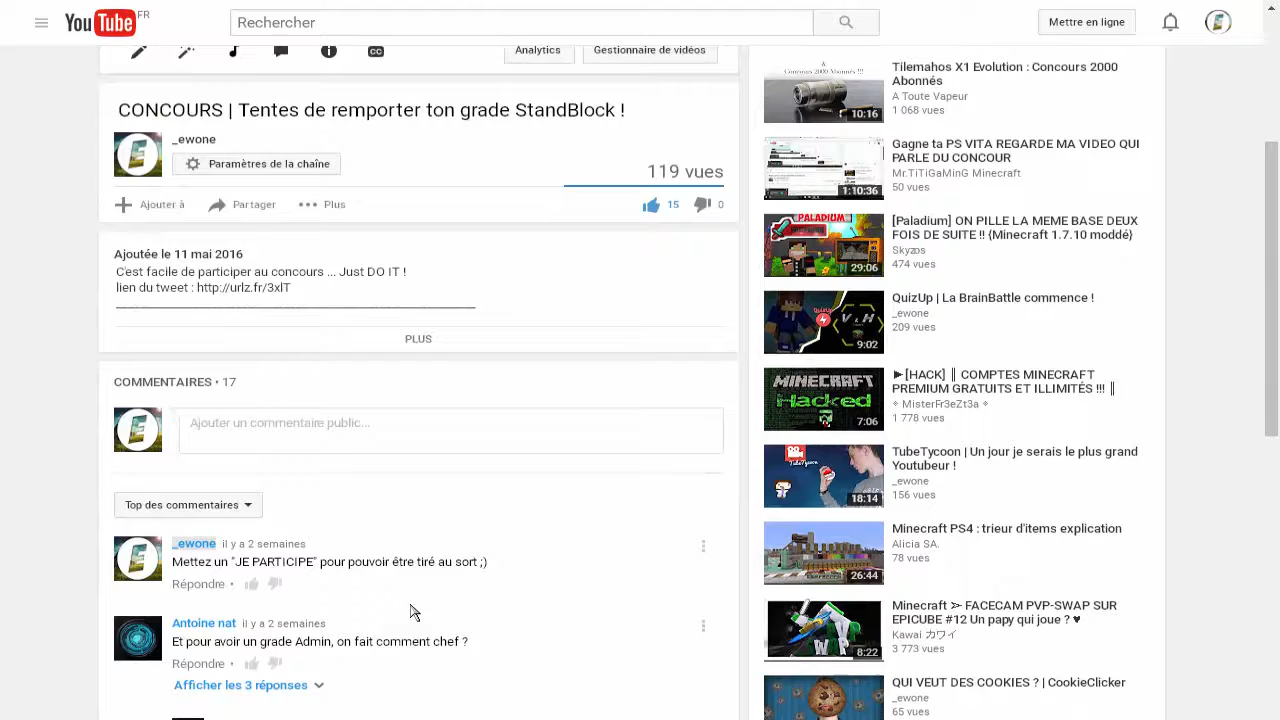 YouTube FR
Rechercher
Mettre en ligne
Analytics
Gestionnaire de vidéos
CONCOURS | Tentes de remporter ton grade StandBlock !
_ewone
Paramètres de la chaîne
119 vues
Ajouter à
Partager
Plus
15
0
Ajoutée le 11 mai 2016
participer au concours ... Just DO IT !
lien du tweet : http://urlz.fr/3xlT
PLUS
COMMENTAIRES • 17
Ajouter un commentaire public...
Top des commentaires
_ewone il y a 2 semaines
Mettez un "JE PARTICIPE" pour pouvoir être tiré au sort ;)
Répondre •
Antoine nat il y a 2 semaines
Et pour avoir un grade Admin, on fait comment chef ?
Répondre •
Afficher les 3 réponses
&
Concours 2000 Abonnés !!!
10:16
Tilemahos X1 Evolution : Concours 2000
Abonnés
A Toute Vapeur
1 068 vues
1:10:36
Gagne ta PS VITA REGARDE MA VIDEO QUI
PARLE DU CONCOUR
Mr.TiTiGaMinG Minecraft
50 vues
PALADIUM
29:06
[Paladium] ON PILLE LA MEME BASE DEUX
FOIS DE SUITE !! {Minecraft 1.7.10 moddé}
Skyzos
474 vues
QuizUp
V & H
9:02
QuizUp | La BrainBattle commence !
_ewone
209 vues
MINECRAFT
Hacked
7:06
►[HACK] ║ COMPTES MINECRAFT
PREMIUM GRATUITS ET ILLIMITÉS !!! ║
MisterFr3eZt3a
1 778 vues
TubeTycoon
18:14
TubeTycoon | Un jour je serais le plus grand
Youtubeur !
_ewone
156 vues
26:44
Minecraft PS4 : trieur d'items explication
Alicia SA.
78 vues
W P
8:22
Minecraft ⋗ FACECAM PVP-SWAP SUR
EPICUBE #12 Un papy qui joue ? ♥
Kawai カワイ
3 773 vues
QUI VEUT DES COOKIES ? | CookieClicker
_ewone
65 vues